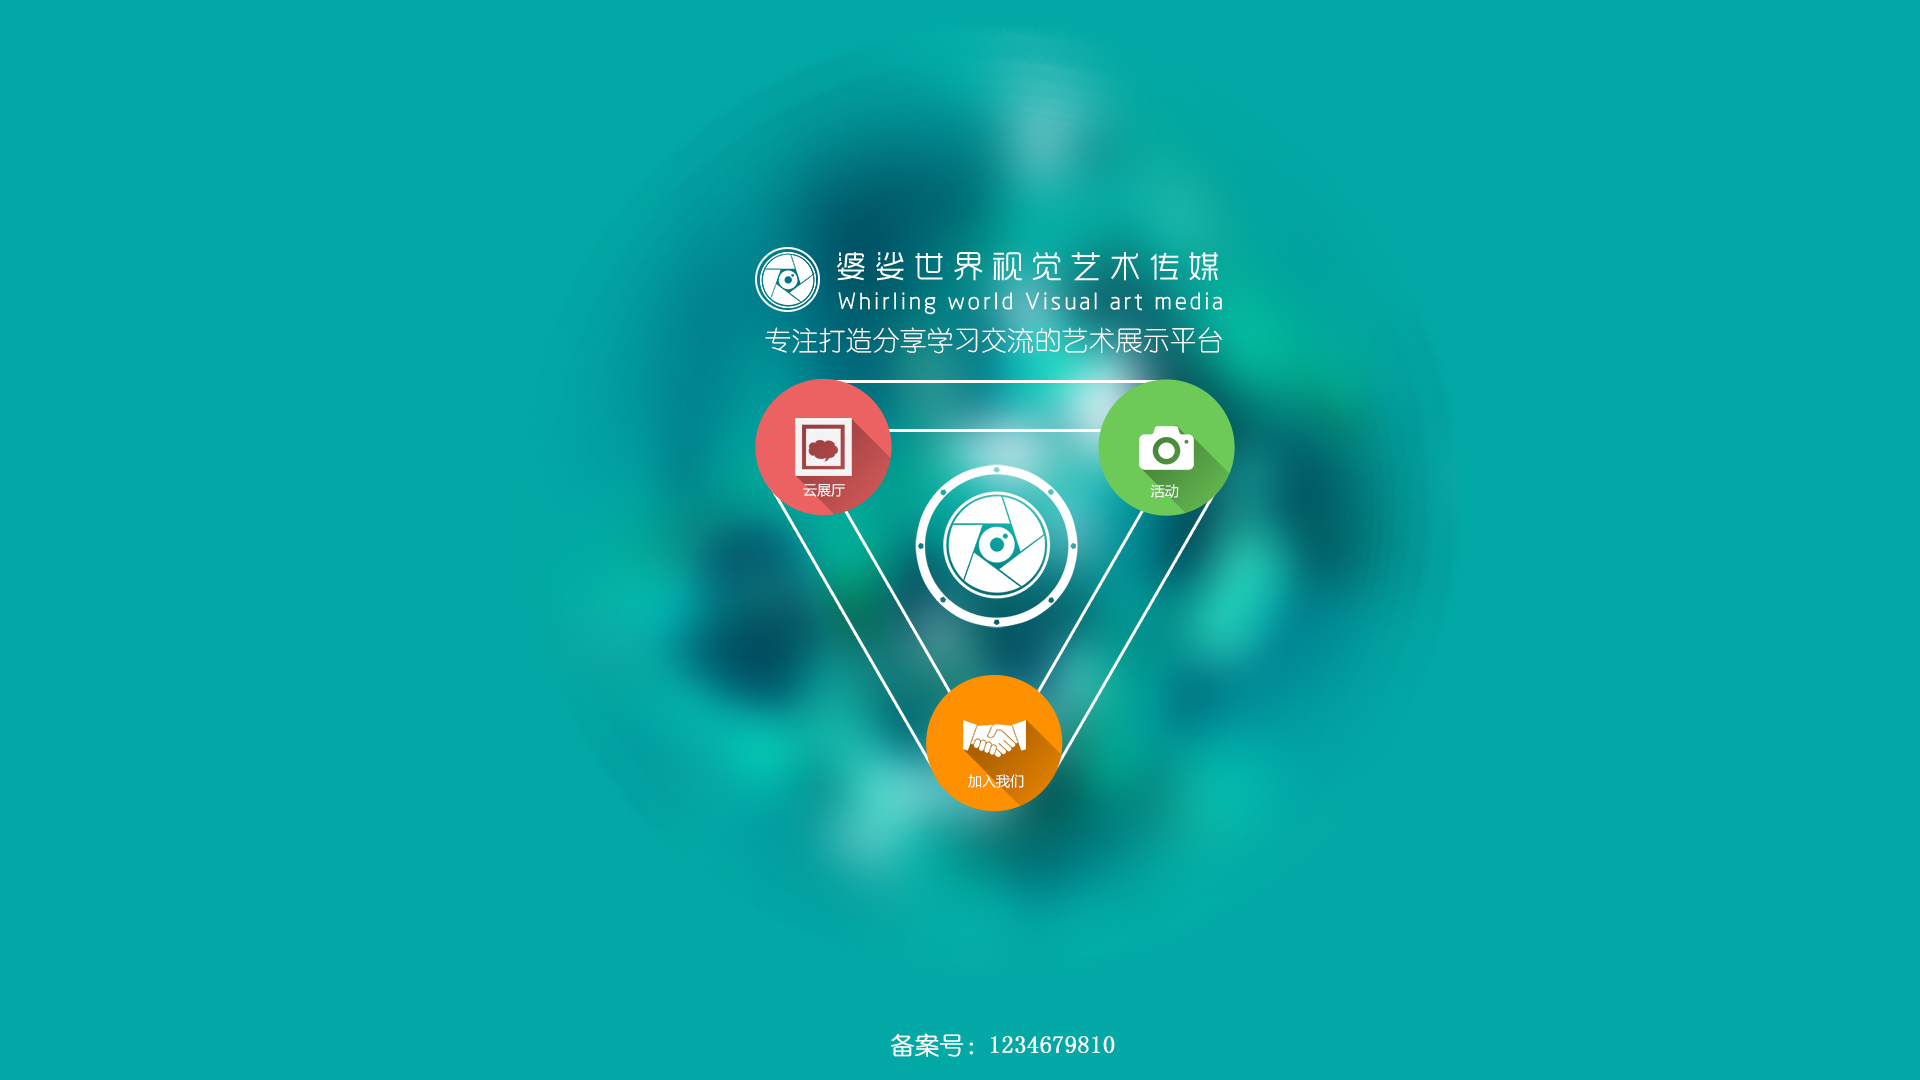 婆娑世界视觉艺术传媒
Whirling world Visual art media
专注打造分享学习交流的艺术展示平台
云展厅
活动
加入我们
备案号：1234679810